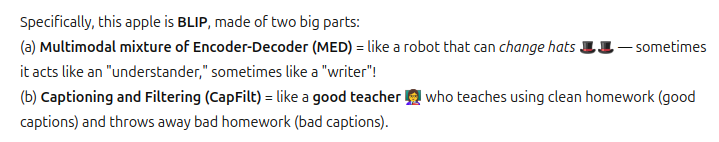 Specifically, this apple is BLIP, made of two big parts:
(a) Multimodal mixture of Encoder-Decoder (MED) = like a robot that can change hats 🎩🎩 — sometimes
it acts like an "understander," sometimes like a "writer"!
(b) Captioning and Filtering (CapFilt) = like a good teacher 👩‍🏫 who teaches using clean homework (good
captions) and throws away bad homework (bad captions).